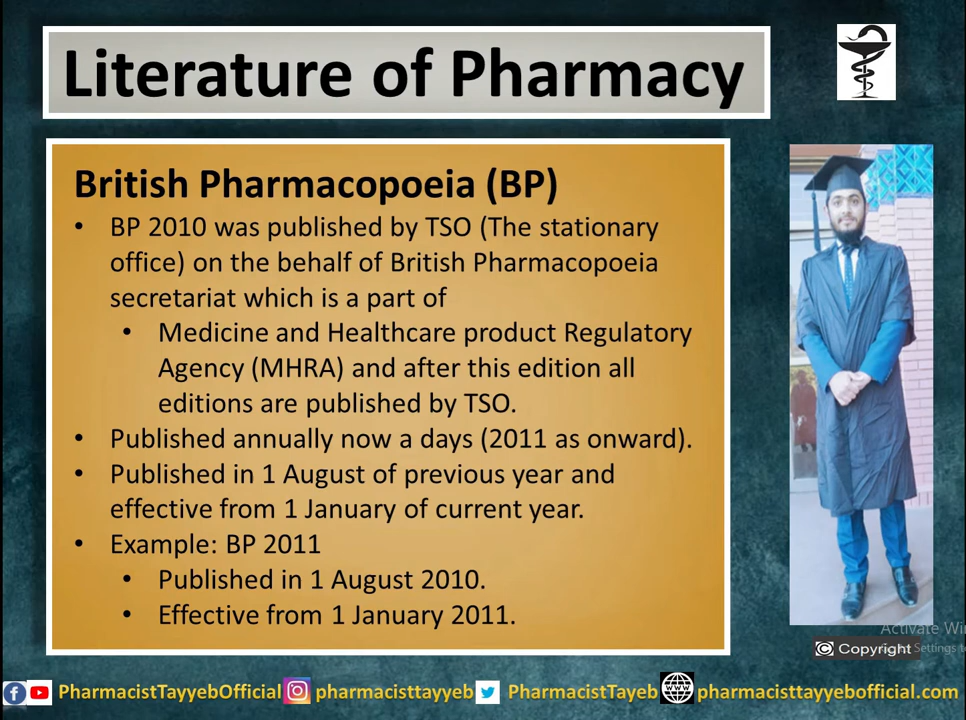 Literature of Pharmacy
British Pharmacopoeia (BP)
• BP 2010 was published by TSO (The stationary
office) on the behalf of British Pharmacopoeia
secretariat which is a part of
• Medicine and Healthcare product Regulatory
Agency (MHRA) and after this edition all
editions are published by TSO.
• Published annually now a days (2011 as onward).
• Published in 1 August of previous year and
effective from 1 January of current year.
• Example: BP 2011
• Published in 1 August 2010.
• Effective from 1 January 2011.
Activate Wi
© Copyright
Settings t
PharmacistTayyebOfficial pharmacisttayyeb PharmacistTayeb pharmacisttayyebofficial.com